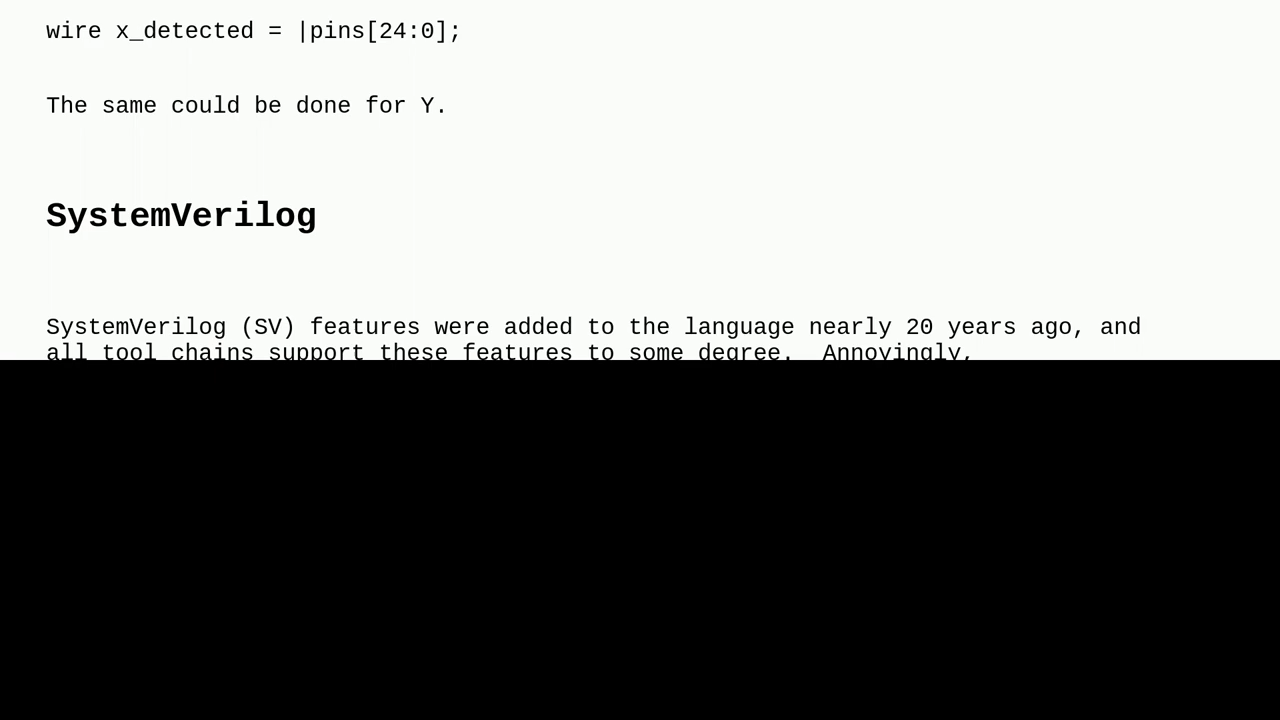 wire x_detected = |pins[24:0];
The same could be done for Y.
SystemVerilog
SystemVerilog (SV) features were added to the language nearly 20 years ago, and
all tool chains support these features to some degree.  Annoyingly,